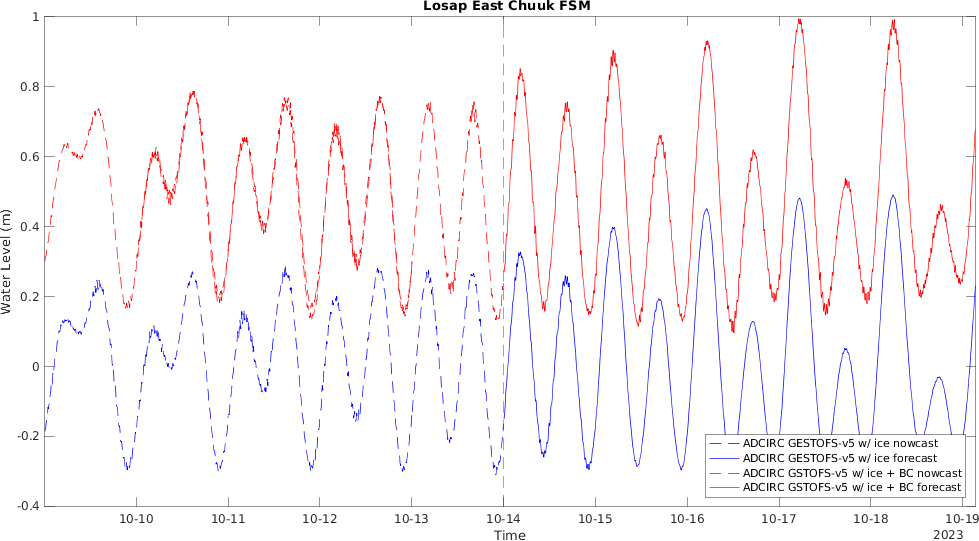 Losap East Chuuk FSM
1
0.8
0.6
0.4
0.2
0
-0.2
-0.4
Water Level (m)
ADCIRC GESTOFS-v5 w/ ice nowcast
ADCIRC GESTOFS-v5 w/ ice forecast
ADCIRC GSTOFS-v5 w/ ice + BC nowcast
ADCIRC GSTOFS-v5 w/ ice + BC forecast
10-10 10-11 10-12 10-13 10-14 10-15 10-16 10-17 10-18 10-19
Time
2023